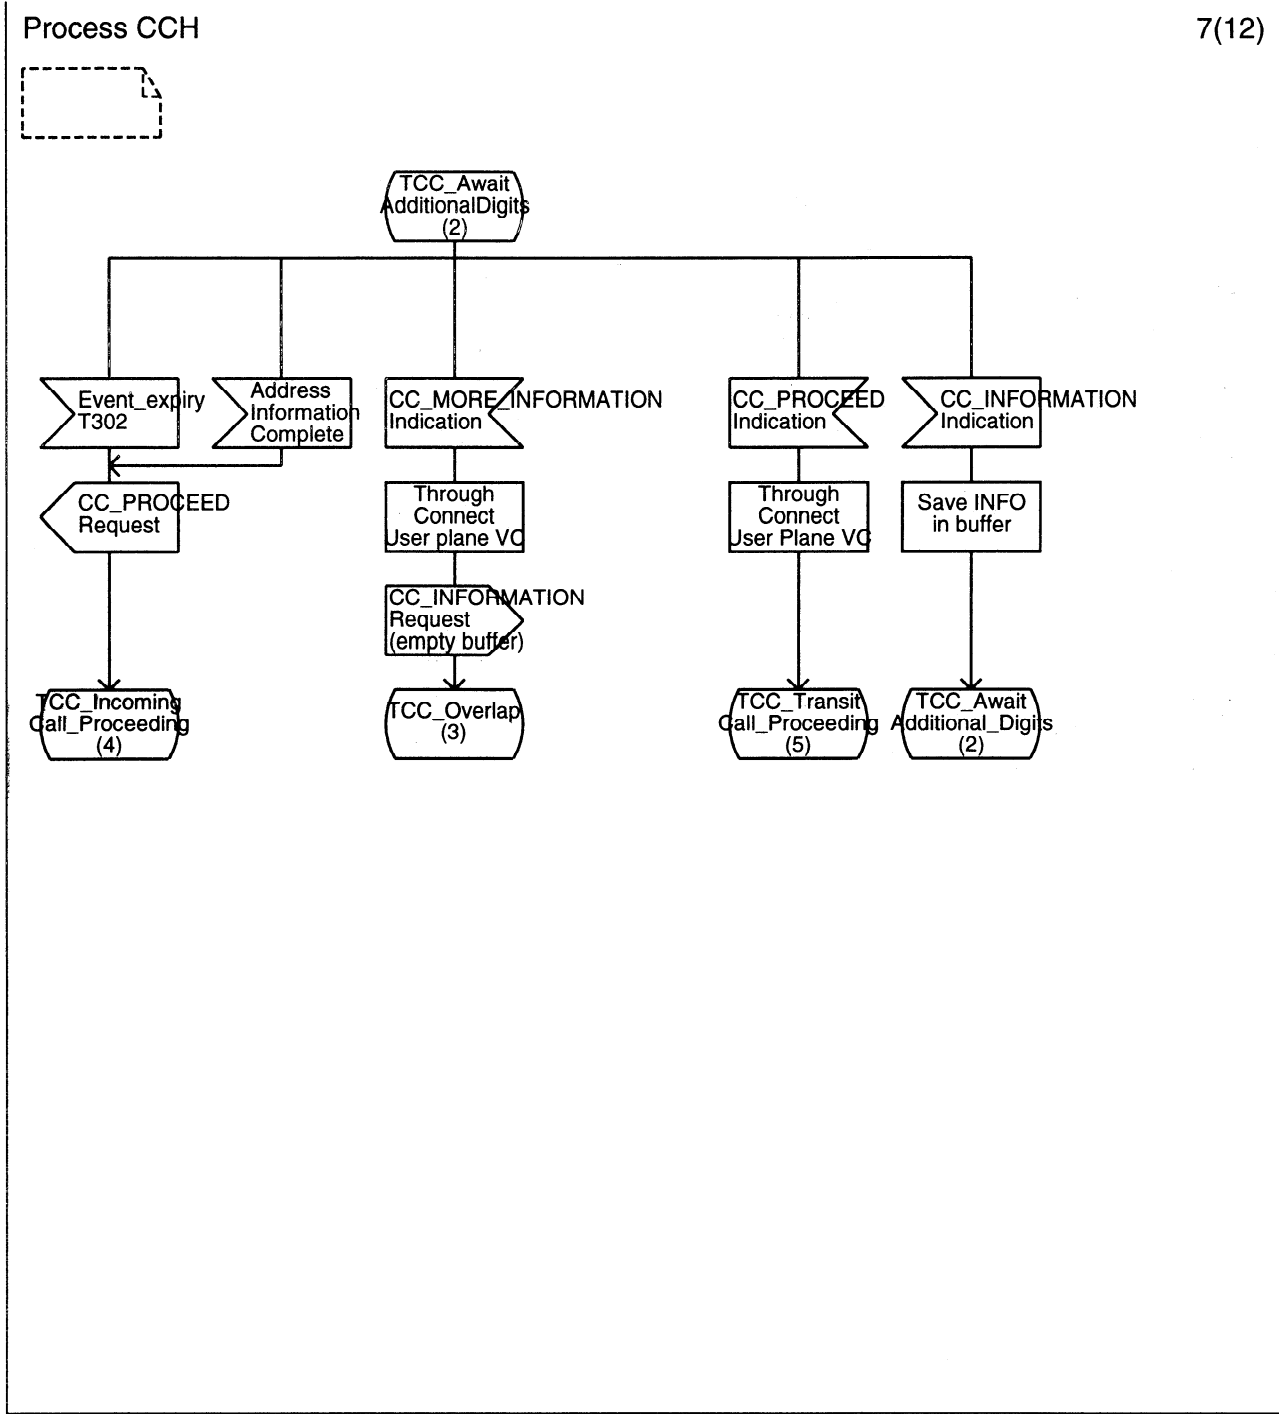 Process CCH
7(12)
TCC_Await
AdditionalDigits
(2)
Event_expiry
T302
Address
Information
Complete
CC_MORE_INFORMATION
Indication
CC_PROCEED
Indication
CC_INFORMATION
Indication
CC_PROCEED
Request
Through
Connect
User plane VC
Through
Connect
User Plane VC
Save INFO
in buffer
CC_INFORMATION
Request
(empty buffer)
TCC_Incoming
Call_Proceeding
(4)
TCC_Overlap
(3)
TCC_Transit
Call_Proceeding
(5)
TCC_Await
Additional_Digits
(2)